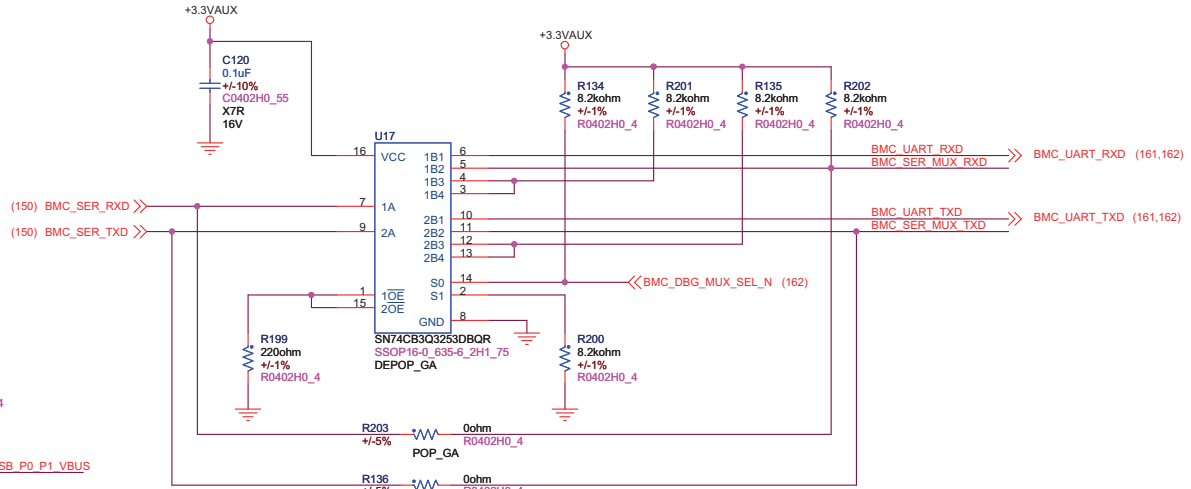 +3.3VAUX
+3.3VAUX
C120
0.1uF
+/-10%
C0402H0_55
X7R
16V
R134
8.2kohm
+/-1%
R0402H0_4
R201
8.2kohm
+/-1%
R0402H0_4
R135
8.2kohm
+/-1%
R0402H0_4
R202
8.2kohm
+/-1%
R0402H0_4
U17
16 VCC 1B1 6 BMC_UART_RXD BMC_UART_RXD (161,162)
1B2 5 BMC_SER_MUX_RXD
1B3 4
1B4 3
(150) BMC_SER_RXD 7 1A
2B1 10 BMC_UART_TXD BMC_UART_TXD (161,162)
(150) BMC_SER_TXD 9 2A 2B2 11 BMC_SER_MUX_TXD
2B3 12
2B4 13
S0 14 BMC_DBG_MUX_SEL_N (162)
1 1OE S1 2
15 2OE
GND 8
SN74CB3Q3253DBQR
SSOP16-0_635-6_2H1_75
DEPOP_GA
R199
220ohm
+/-1%
R0402H0_4
R200
8.2kohm
+/-1%
R0402H0_4
4
R203 0ohm
+/-5% R0402H0_4
POP_GA
SB_P0_P1_VBUS
R136 0ohm
+/-5% R0402H0_4